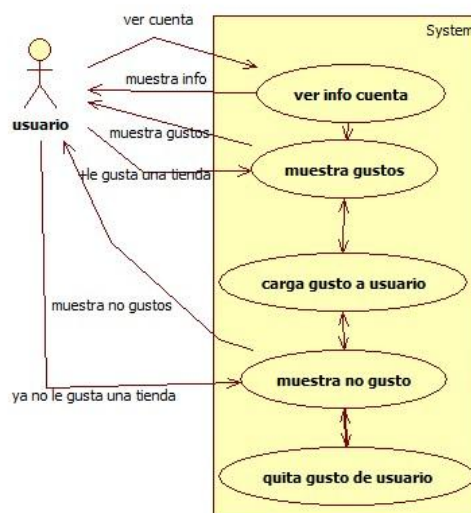 ver cuenta
System
muestra info
ver info cuenta
usuario
muestra gustos
le gusta una tienda
muestra gustos
carga gusto a usuario
muestra no gustos
muestra no gusto
ya no le gusta una tienda
quita gusto de usuario